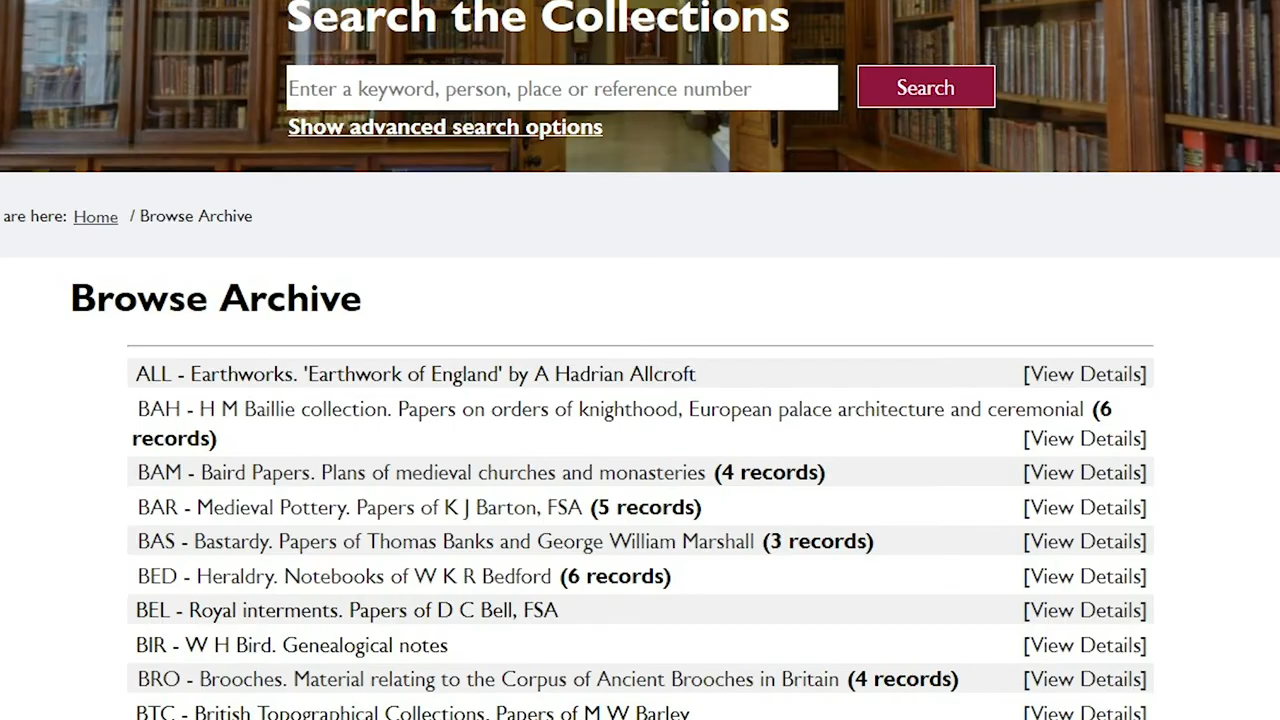 Search the Collections
Enter a keyword, person, place or reference number
Search
Show advanced search options
are here: Home / Browse Archive
Browse Archive
ALL - Earthworks. 'Earthwork of England' by A Hadrian Allcroft [View Details]
BAH - H M Baillie collection. Papers on orders of knighthood, European palace architecture and ceremonial (6
records) [View Details]
BAM - Baird Papers. Plans of medieval churches and monasteries (4 records) [View Details]
BAR - Medieval Pottery. Papers of K J Barton, FSA (5 records) [View Details]
BAS - Bastardy. Papers of Thomas Banks and George William Marshall (3 records) [View Details]
BED - Heraldry. Notebooks of W K R Bedford (6 records) [View Details]
BEL - Royal interments. Papers of D C Bell, FSA [View Details]
BIR - W H Bird. Genealogical notes [View Details]
BRO - Brooches. Material relating to the Corpus of Ancient Brooches in Britain (4 records) [View Details]
BTC - British Topographical Collections. Papers of M W Barley [View Details]